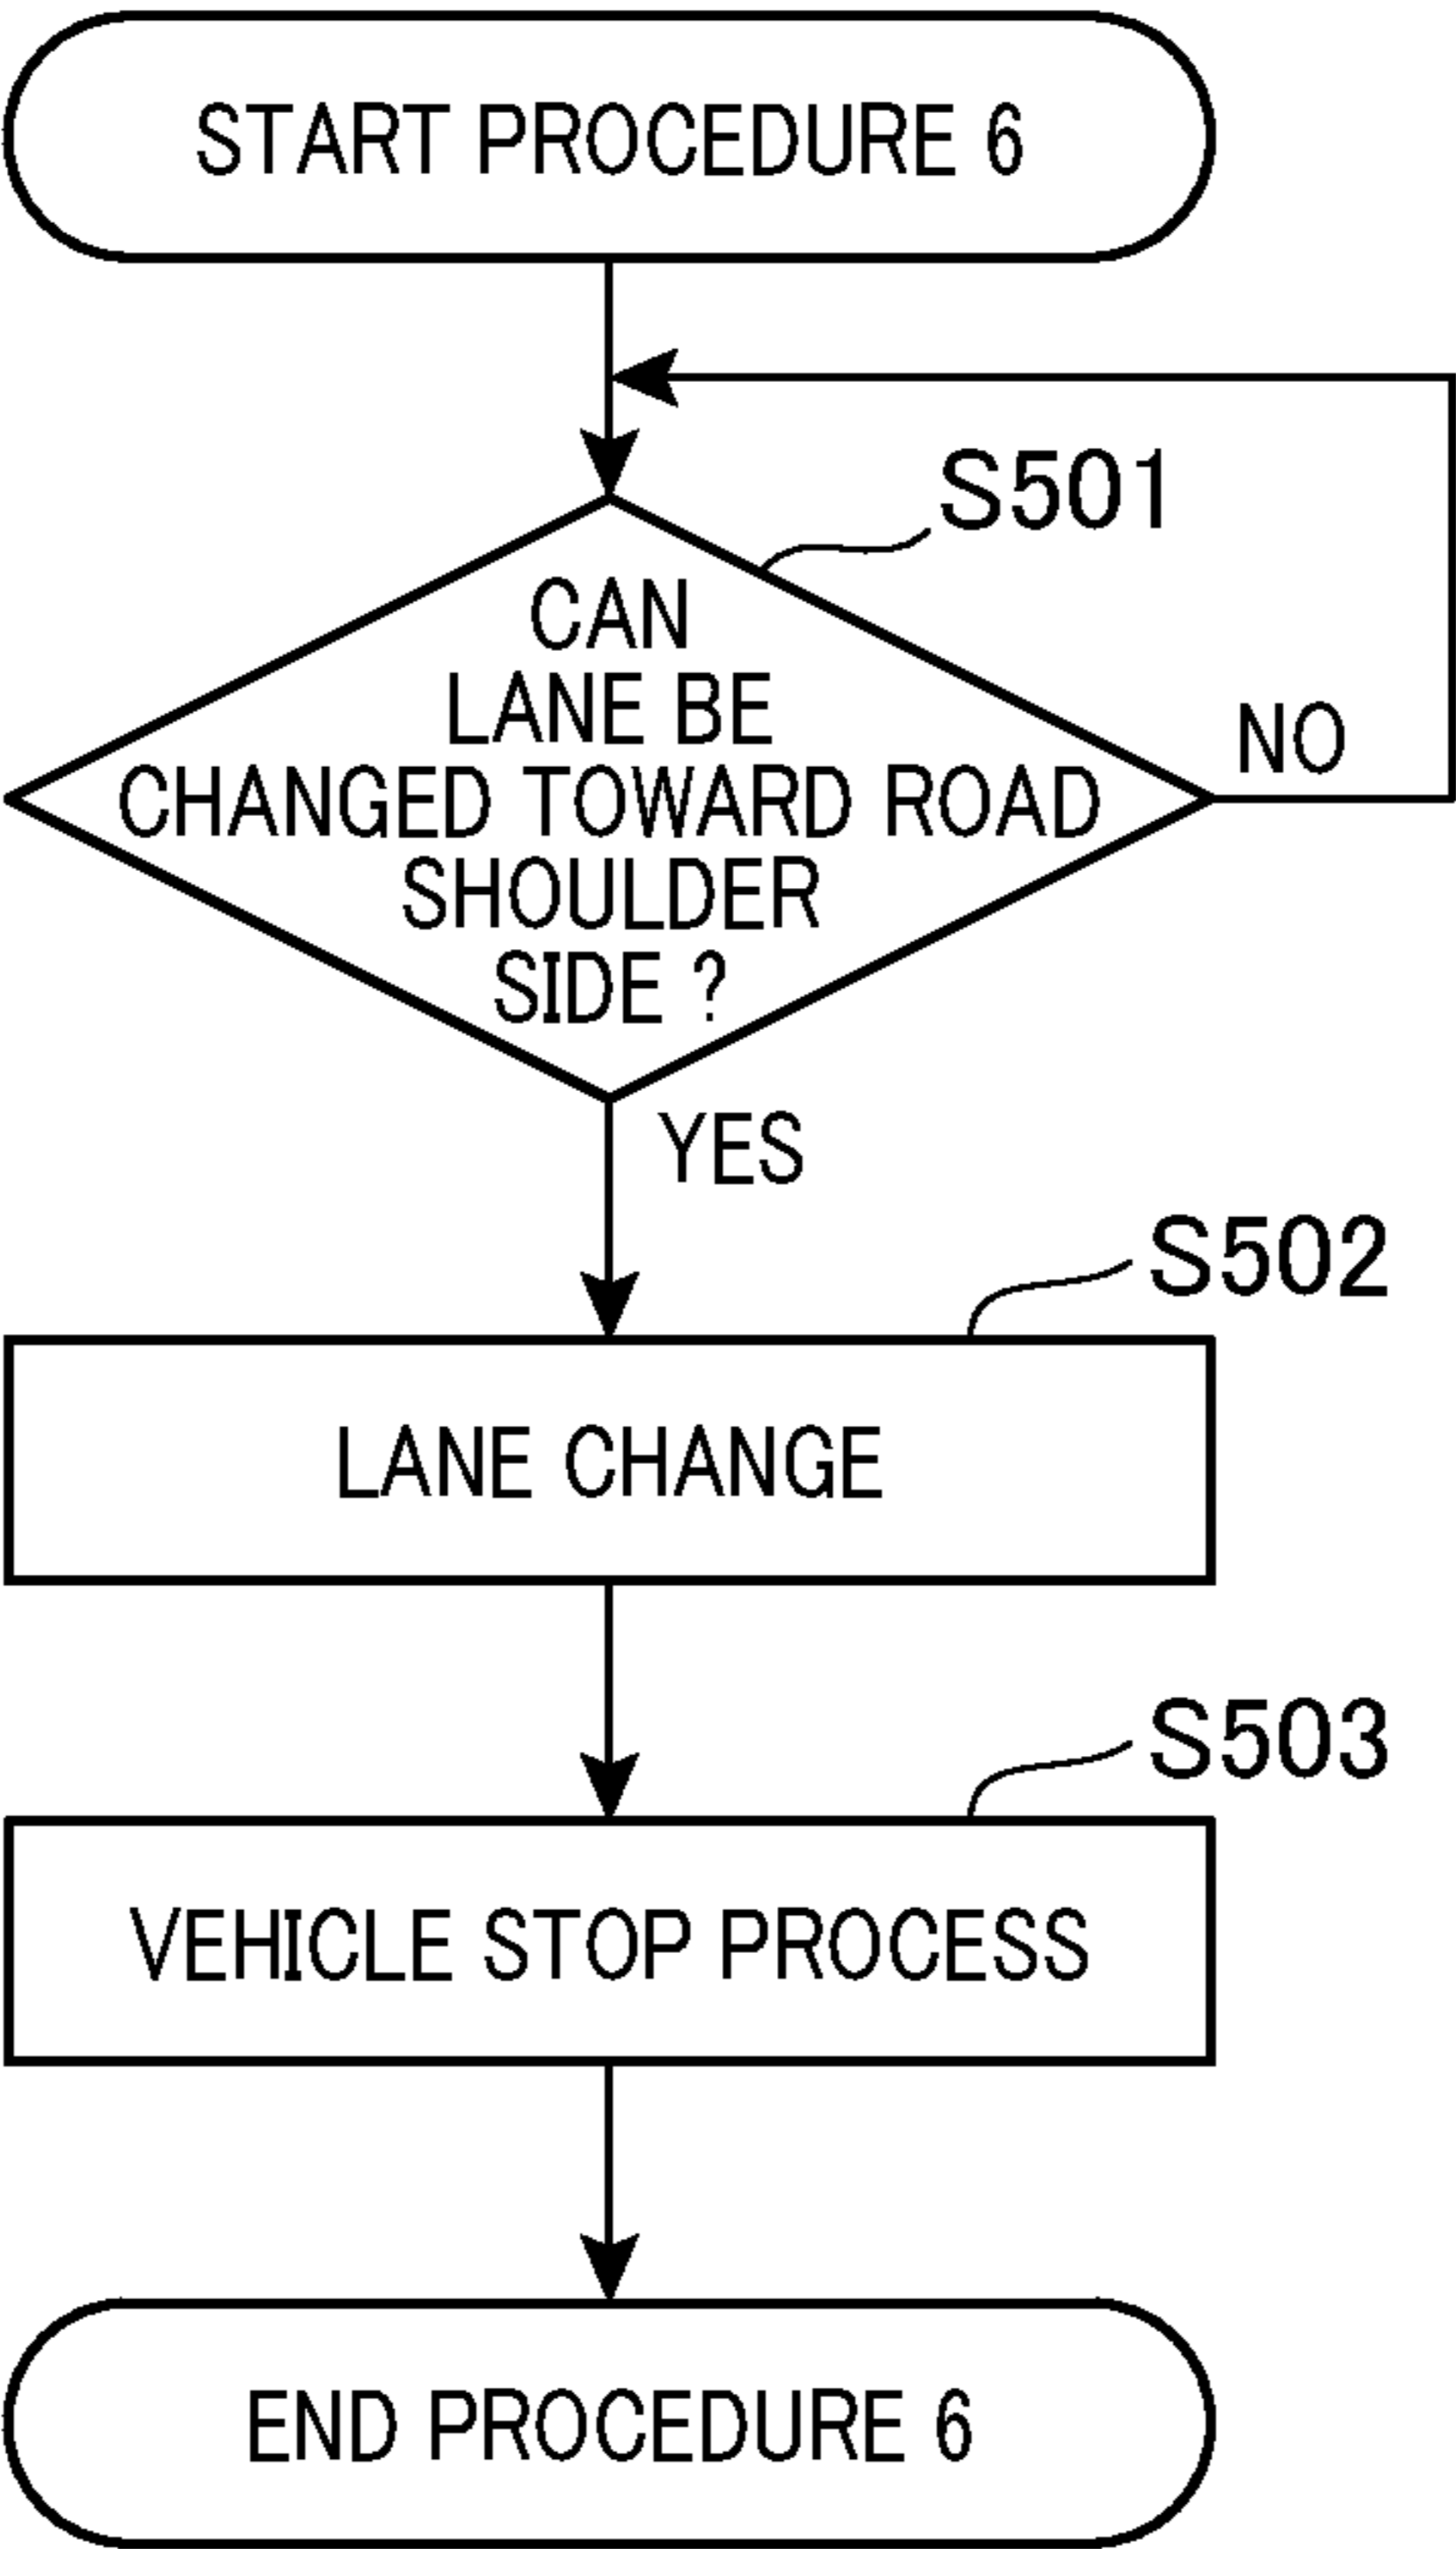 START PROCEDURE 6
S501
CAN
LANE BE
CHANGED TOWARD ROAD
SHOULDER
SIDE ?
NO
YES
S502
LANE CHANGE
S503
VEHICLE STOP PROCESS
END PROCEDURE 6